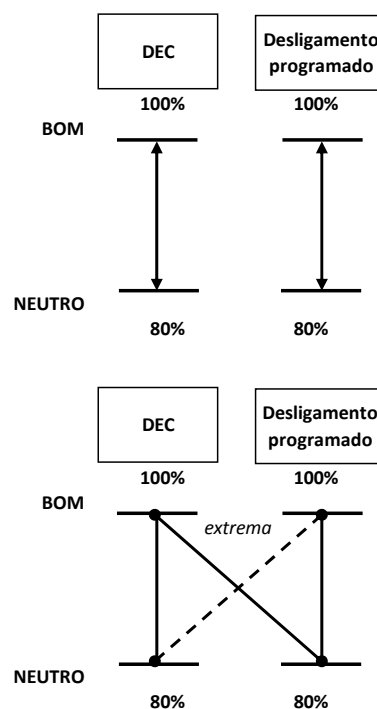 DEC
Desligamento
programado
100% 100%
BOM
NEUTRO
80% 80%
DEC
Desligamento
programado
100% 100%
BOM
extrema
NEUTRO
80% 80%